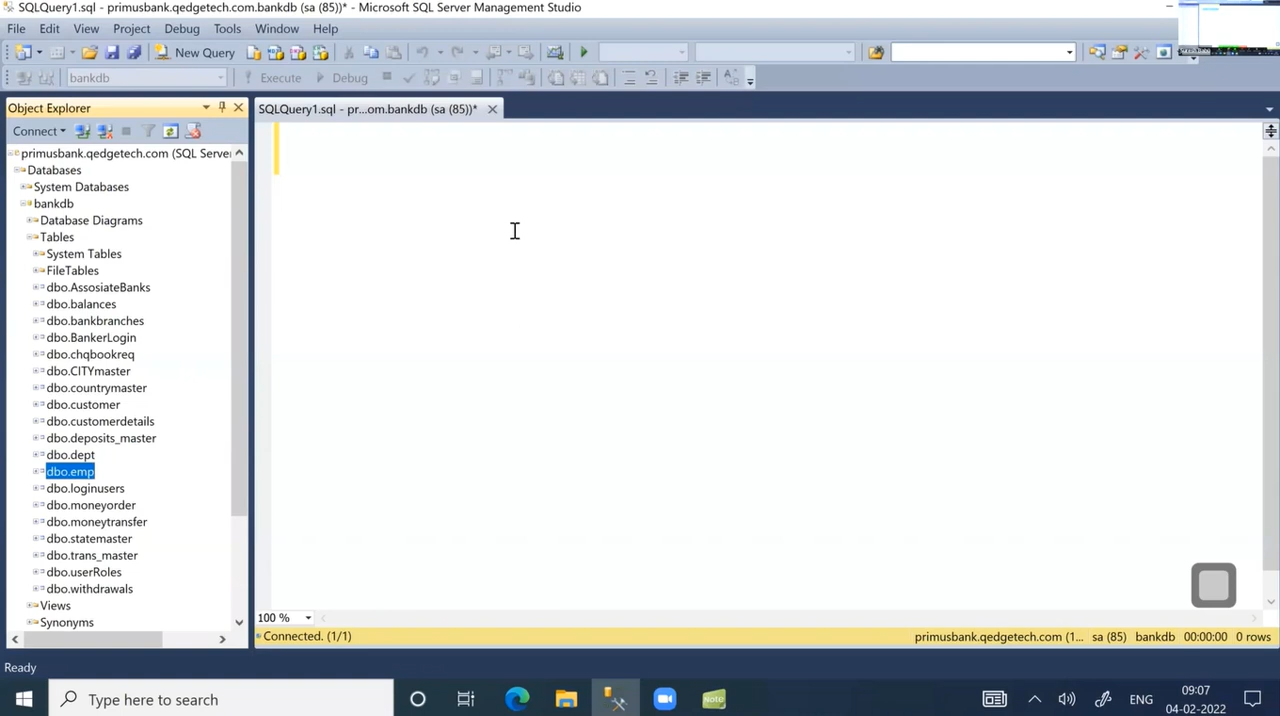 SQLQuery1.sql - primusbank.qedgetech.com.bankdb (sa (85))* - Microsoft SQL Server Management Studio
File Edit View Project Debug Tools Window Help
New Query
bankdb Execute Debug
Object Explorer
SQLQuery1.sql - pr...om.bankdb (sa (85))*
Connect
primusbank.qedgetech.com (SQL Serve
Databases
System Databases
bankdb
Database Diagrams
Tables
System Tables
FileTables
dbo.AssosiateBanks
dbo.balances
dbo.bankbranches
dbo.BankerLogin
dbo.chqbookreq
dbo.CITYmaster
dbo.countrymaster
dbo.customer
dbo.customerdetails
dbo.deposits_master
dbo.dept
dbo.emp
dbo.loginusers
dbo.moneyorder
dbo.moneytransfer
dbo.statemaster
dbo.trans_master
dbo.userRoles
dbo.withdrawals
Views
Synonyms
100 %
Connected. (1/1) primusbank.qedgetech.com (1... sa (85) bankdb 00:00:00 0 rows
Ready
Type here to search
Note
ENG
09:07
04-02-2022